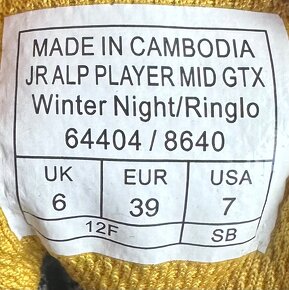 MADE IN CAMBODIA
JR ALP PLAYER MID GTX
Winter Night/Ringlo
64404 / 8640
UK EUR USA
6 39 7
12F SB